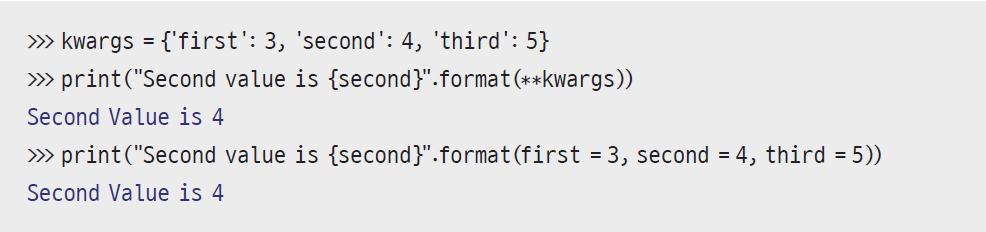 >>> kwargs = {'first': 3, 'second': 4, 'third': 5}
>>> print("Second value is {second}".format(**kwargs))
Second Value is 4
>>> print("Second value is {second}".format(first = 3, second = 4, third = 5))
Second Value is 4